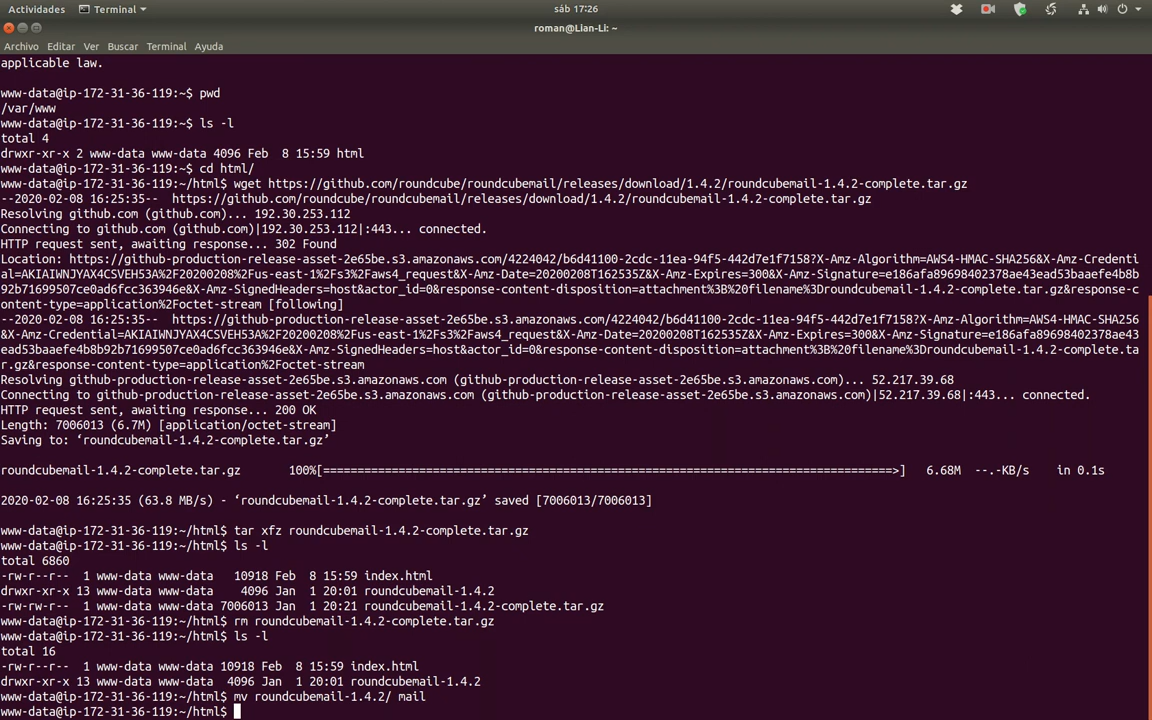 Actividades Terminal sáb 17:26
roman@Lian-Li: ~
Archivo Editar Ver Buscar Terminal Ayuda
applicable law.
www-data@ip-172-31-36-119:~$ pwd
/var/www
www-data@ip-172-31-36-119:~$ ls -l
total 4
drwxr-xr-x 2 www-data www-data 4096 Feb  8 15:59 html
www-data@ip-172-31-36-119:~$ cd html/
www-data@ip-172-31-36-119:~/html$ wget https://github.com/roundcube/roundcubemail/releases/download/1.4.2/roundcubemail-1.4.2-complete.tar.gz
--2020-02-08 16:25:35--  https://github.com/roundcube/roundcubemail/releases/download/1.4.2/roundcubemail-1.4.2-complete.tar.gz
Resolving github.com (github.com)... 192.30.253.112
Connecting to github.com (github.com)|192.30.253.112|:443... connected.
HTTP request sent, awaiting response... 302 Found
Location: https://github-production-release-asset-2e65be.s3.amazonaws.com/4224042/b6d41100-2cdc-11ea-94f5-442d7e1f7158?X-Amz-Algorithm=AWS4-HMAC-SHA256&X-Amz-Credenti
al=AKIAIWNJYAX4CSVEH53A%2F20200208%2Fus-east-1%2Fs3%2Faws4_request&X-Amz-Date=20200208T162535Z&X-Amz-Expires=300&X-Amz-Signature=e186afa89698402378ae43ead53baaefe4b8b
92b71699507ce0ad6fcc363946e&X-Amz-SignedHeaders=host&actor_id=0&response-content-disposition=attachment%3B%20filename%3Droundcubemail-1.4.2-complete.tar.gz&response-c
ontent-type=application%2Foctet-stream [following]
--2020-02-08 16:25:35--  https://github-production-release-asset-2e65be.s3.amazonaws.com/4224042/b6d41100-2cdc-11ea-94f5-442d7e1f7158?X-Amz-Algorithm=AWS4-HMAC-SHA256
&X-Amz-Credential=AKIAIWNJYAX4CSVEH53A%2F20200208%2Fus-east-1%2Fs3%2Faws4_request&X-Amz-Date=20200208T162535Z&X-Amz-Expires=300&X-Amz-Signature=e186afa89698402378ae43
ead53baaefe4b8b92b71699507ce0ad6fcc363946e&X-Amz-SignedHeaders=host&actor_id=0&response-content-disposition=attachment%3B%20filename%3Droundcubemail-1.4.2-complete.ta
r.gz&response-content-type=application%2Foctet-stream
Resolving github-production-release-asset-2e65be.s3.amazonaws.com (github-production-release-asset-2e65be.s3.amazonaws.com)... 52.217.39.68
Connecting to github-production-release-asset-2e65be.s3.amazonaws.com (github-production-release-asset-2e65be.s3.amazonaws.com)|52.217.39.68|:443... connected.
HTTP request sent, awaiting response... 200 OK
Length: 7006013 (6.7M) [application/octet-stream]
Saving to: ‘roundcubemail-1.4.2-complete.tar.gz’
roundcubemail-1.4.2-complete.tar.gz       100%[===================================================================================>]   6.68M  --.-KB/s    in 0.1s
2020-02-08 16:25:35 (63.8 MB/s) - ‘roundcubemail-1.4.2-complete.tar.gz’ saved [7006013/7006013]
www-data@ip-172-31-36-119:~/html$ tar xfz roundcubemail-1.4.2-complete.tar.gz
www-data@ip-172-31-36-119:~/html$ ls -l
total 6860
-rw-r--r--  1 www-data www-data   10918 Feb  8 15:59 index.html
drwxr-xr-x 13 www-data www-data    4096 Jan  1 20:01 roundcubemail-1.4.2
-rw-rw-r--  1 www-data www-data 7006013 Jan  1 20:21 roundcubemail-1.4.2-complete.tar.gz
www-data@ip-172-31-36-119:~/html$ rm roundcubemail-1.4.2-complete.tar.gz
www-data@ip-172-31-36-119:~/html$ ls -l
total 16
-rw-r--r--  1 www-data www-data 10918 Feb  8 15:59 index.html
drwxr-xr-x 13 www-data www-data  4096 Jan  1 20:01 roundcubemail-1.4.2
www-data@ip-172-31-36-119:~/html$ mv roundcubemail-1.4.2/ mail
www-data@ip-172-31-36-119:~/html$